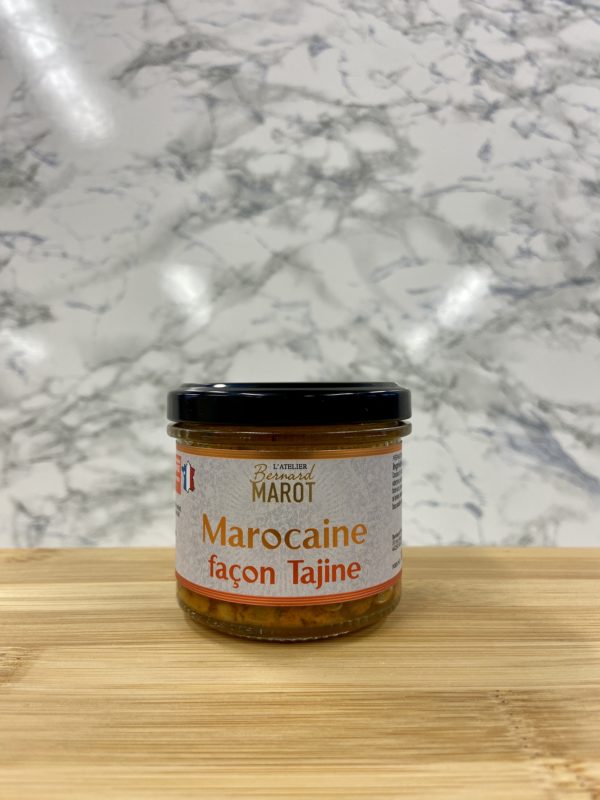 L'ATELIER
Bernard
MAROT
Marocaine
façon Tajine